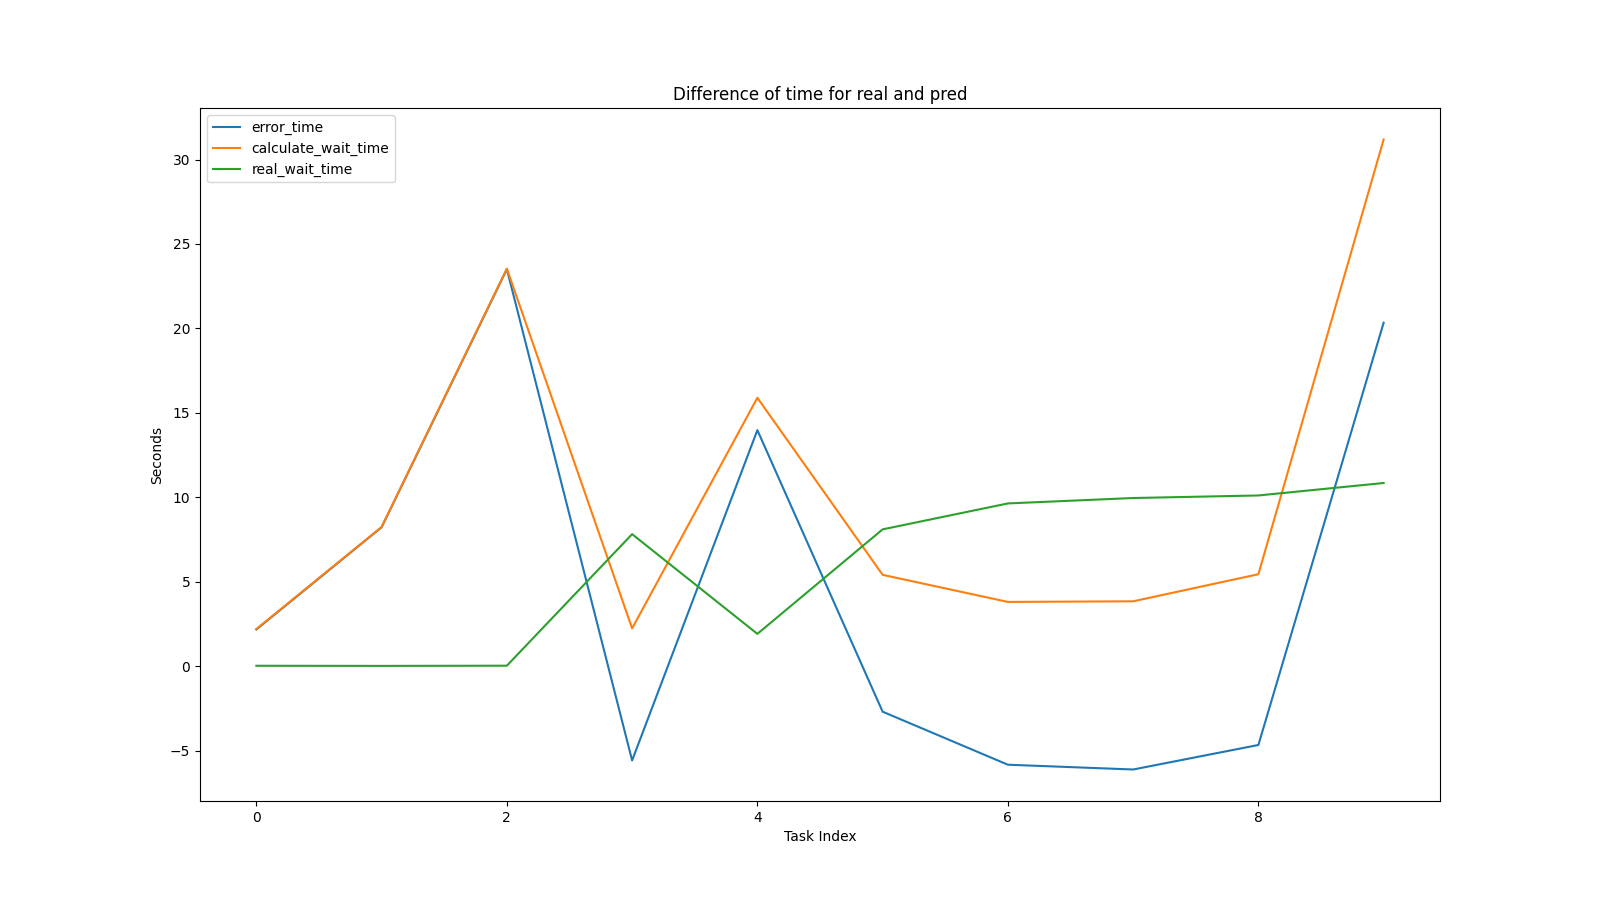 Difference of time for real and pred
error_time
calculate_wait_time
real_wait_time
30
25
20
15
10
5
0
−5
Seconds
0 2 4 6 8
Task Index